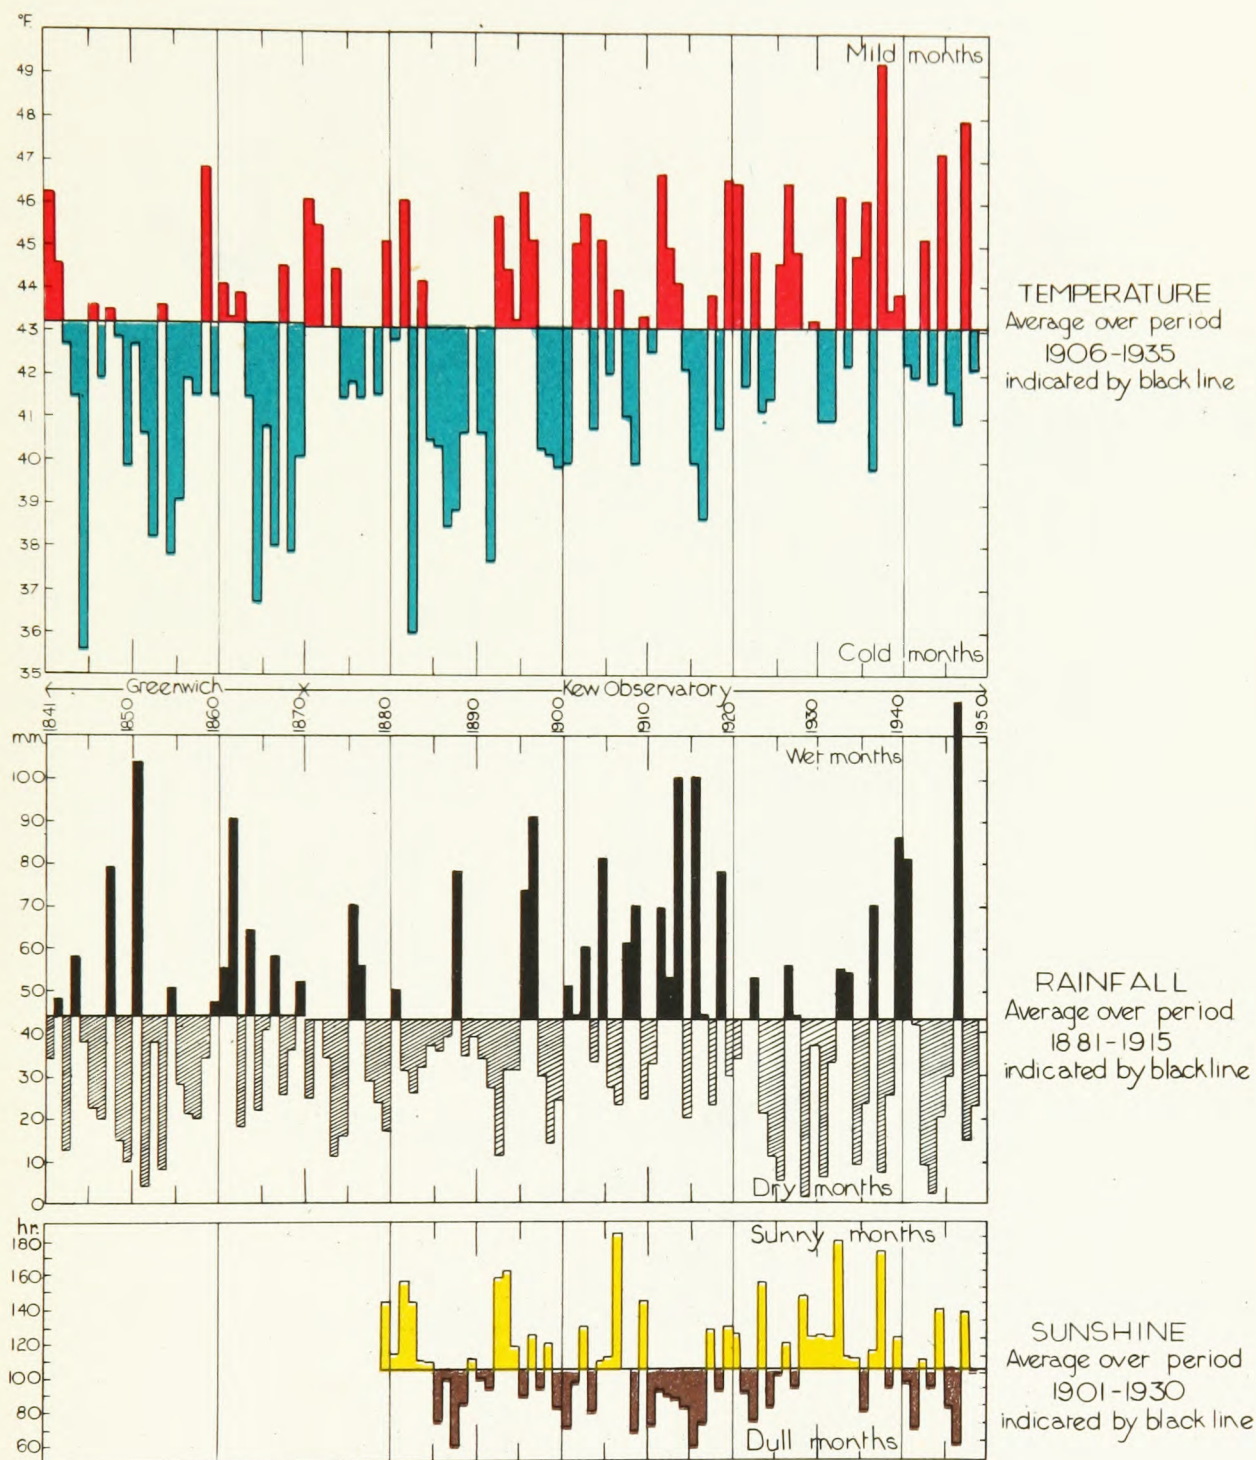 °F.
Mild months
49
48
47
46
45
44
43
42
41
40
39
38
37
36
35
Cold months
TEMPERATURE
Average over period
1906-1935
indicated by black line
Greenwich
Kew Observatory
1841
1850
1860
1870
1880
1890
1900
1910
1920
1930
1940
1950
mm.
Wet months
100
90
80
70
60
50
40
30
20
10
0
Dry months
RAINFALL
Average over period
1881-1915
indicated by black line
hr.
Sunny months
180
160
140
120
100
80
60
Dull months
SUNSHINE
Average over period
1901-1930
indicated by black line